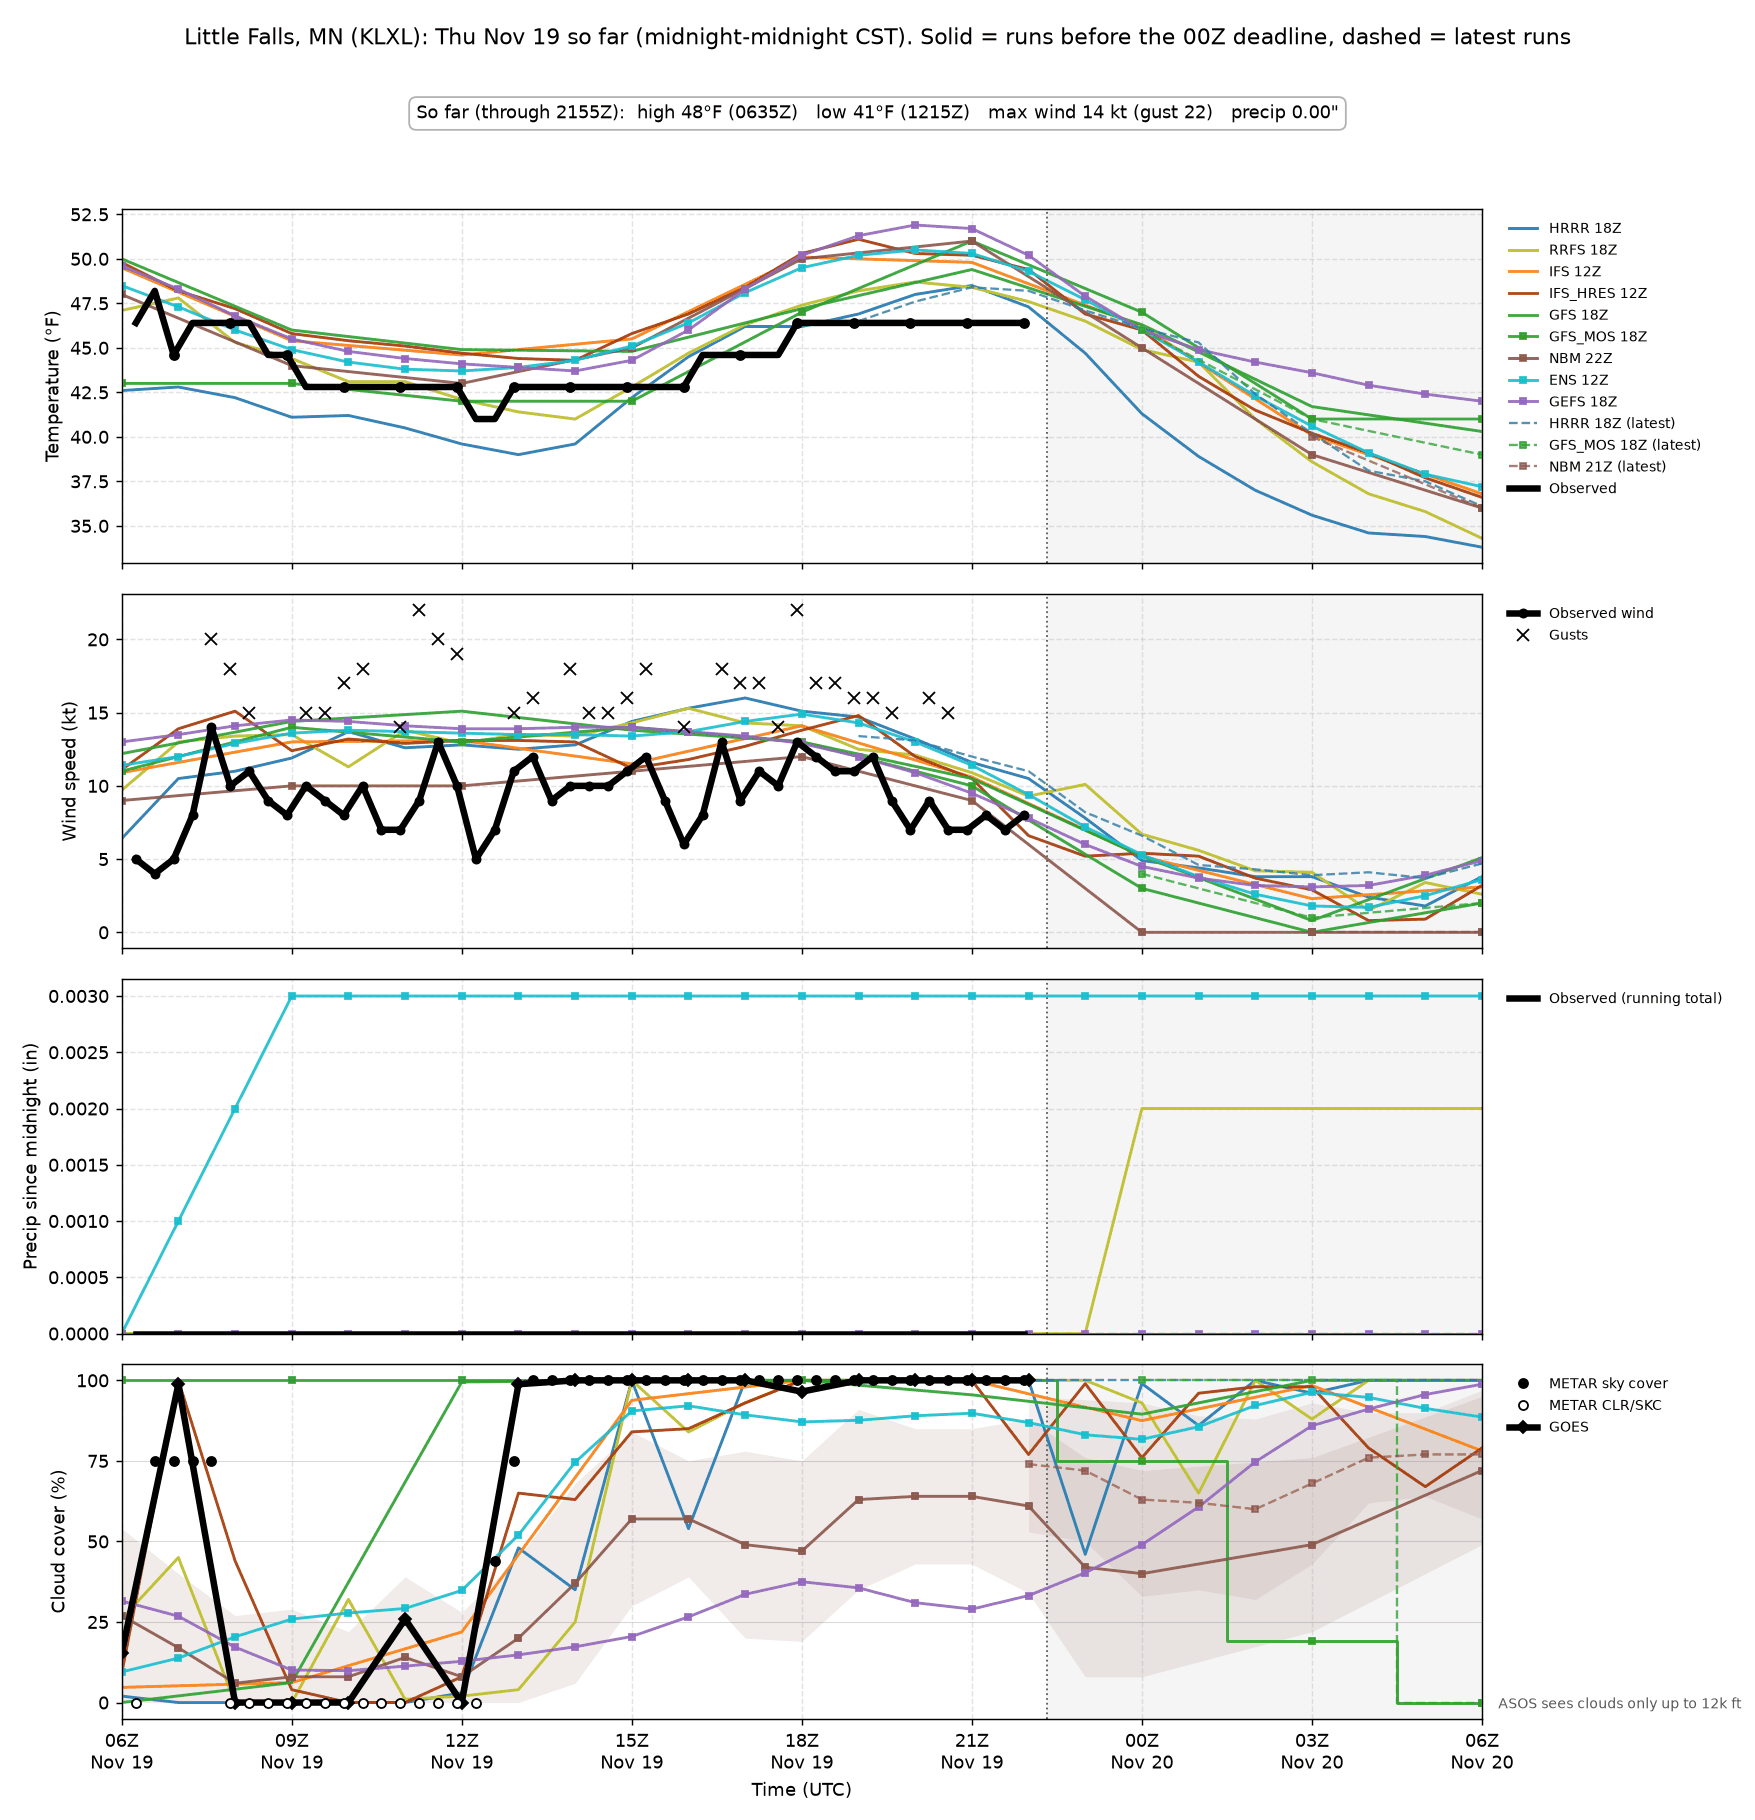 Little Falls, MN (KLXL): Thu Nov 19 so far (midnight-midnight CST). Solid = runs before the 00Z deadline, dashed = latest runs
So far (through 2155Z):  high 48°F (0635Z)   low 41°F (1215Z)   max wind 14 kt (gust 22)   precip 0.00"
Temperature (°F)
52.5
50.0
47.5
45.0
42.5
40.0
37.5
35.0
HRRR 18Z
RRFS 18Z
IFS 12Z
IFS_HRES 12Z
GFS 18Z
GFS_MOS 18Z
NBM 22Z
ENS 12Z
GEFS 18Z
HRRR 18Z (latest)
GFS_MOS 18Z (latest)
NBM 21Z (latest)
Observed
Wind speed (kt)
20
15
10
5
0
Observed wind
Gusts
Precip since midnight (in)
0.0030
0.0025
0.0020
0.0015
0.0010
0.0005
0.0000
Observed (running total)
Cloud cover (%)
100
75
50
25
0
METAR sky cover
METAR CLR/SKC
GOES
ASOS sees clouds only up to 12k ft
06Z 09Z 12Z 15Z 18Z 21Z 00Z 03Z 06Z
Nov 19 Nov 19 Nov 19 Nov 19 Nov 19 Nov 19 Nov 20 Nov 20 Nov 20
Time (UTC)